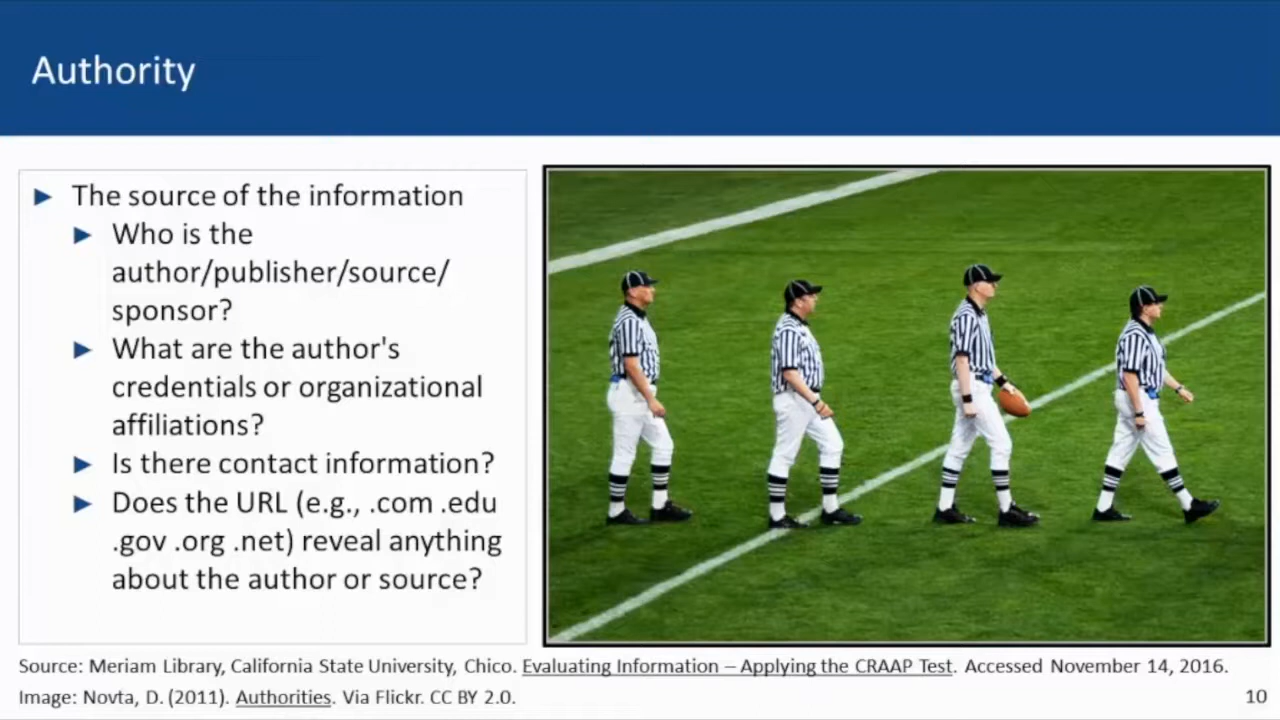 Authority
The source of the information
Who is the
author/publisher/source/
sponsor?
What are the author's
credentials or organizational
affiliations?
Is there contact information?
Does the URL (e.g., .com .edu
.gov .org .net) reveal anything
about the author or source?
Source: Meriam Library, California State University, Chico. Evaluating Information – Applying the CRAAP Test. Accessed November 14, 2016.
Image: Novta, D. (2011). Authorities. Via Flickr. CC BY 2.0.
10